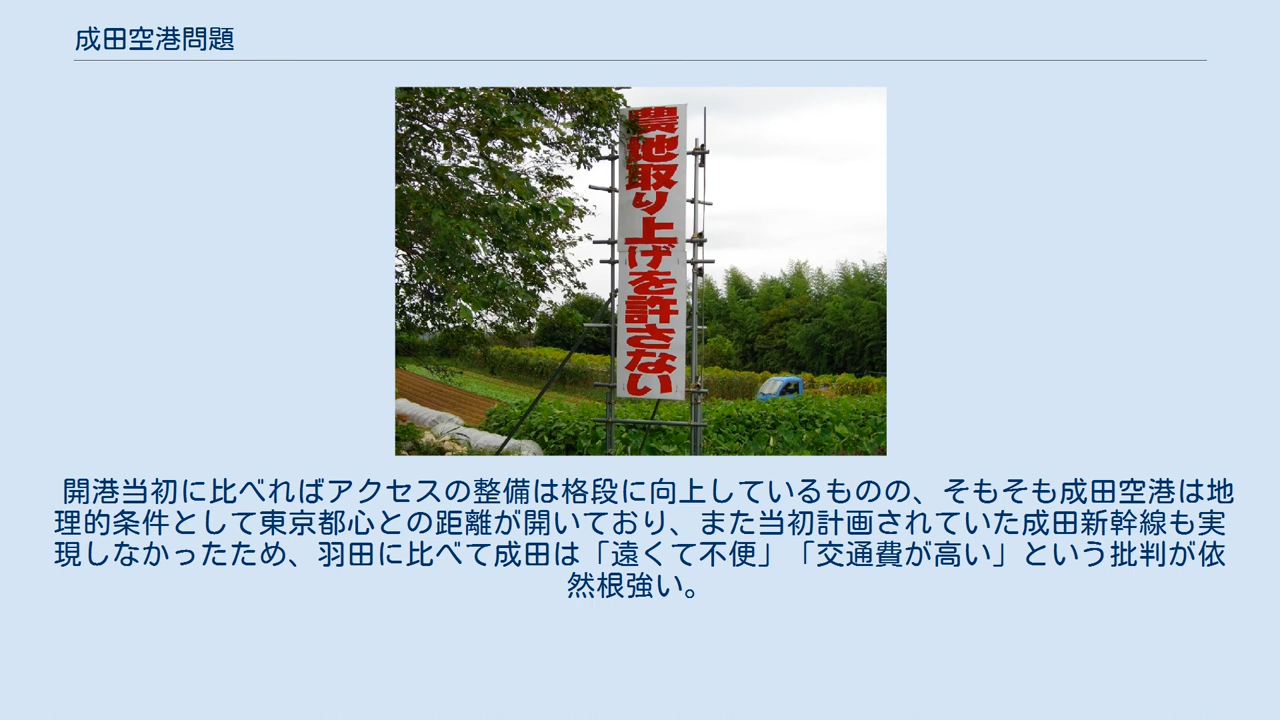 成田空港問題
農地取り上げを許さない
開港当初に比べればアクセスの整備は格段に向上しているものの、そもそも成田空港は地
理的条件として東京都心との距離が開いており、また当初計画されていた成田新幹線も実
現しなかったため、羽田に比べて成田は「遠くて不便」「交通費が高い」という批判が依
然根強い。